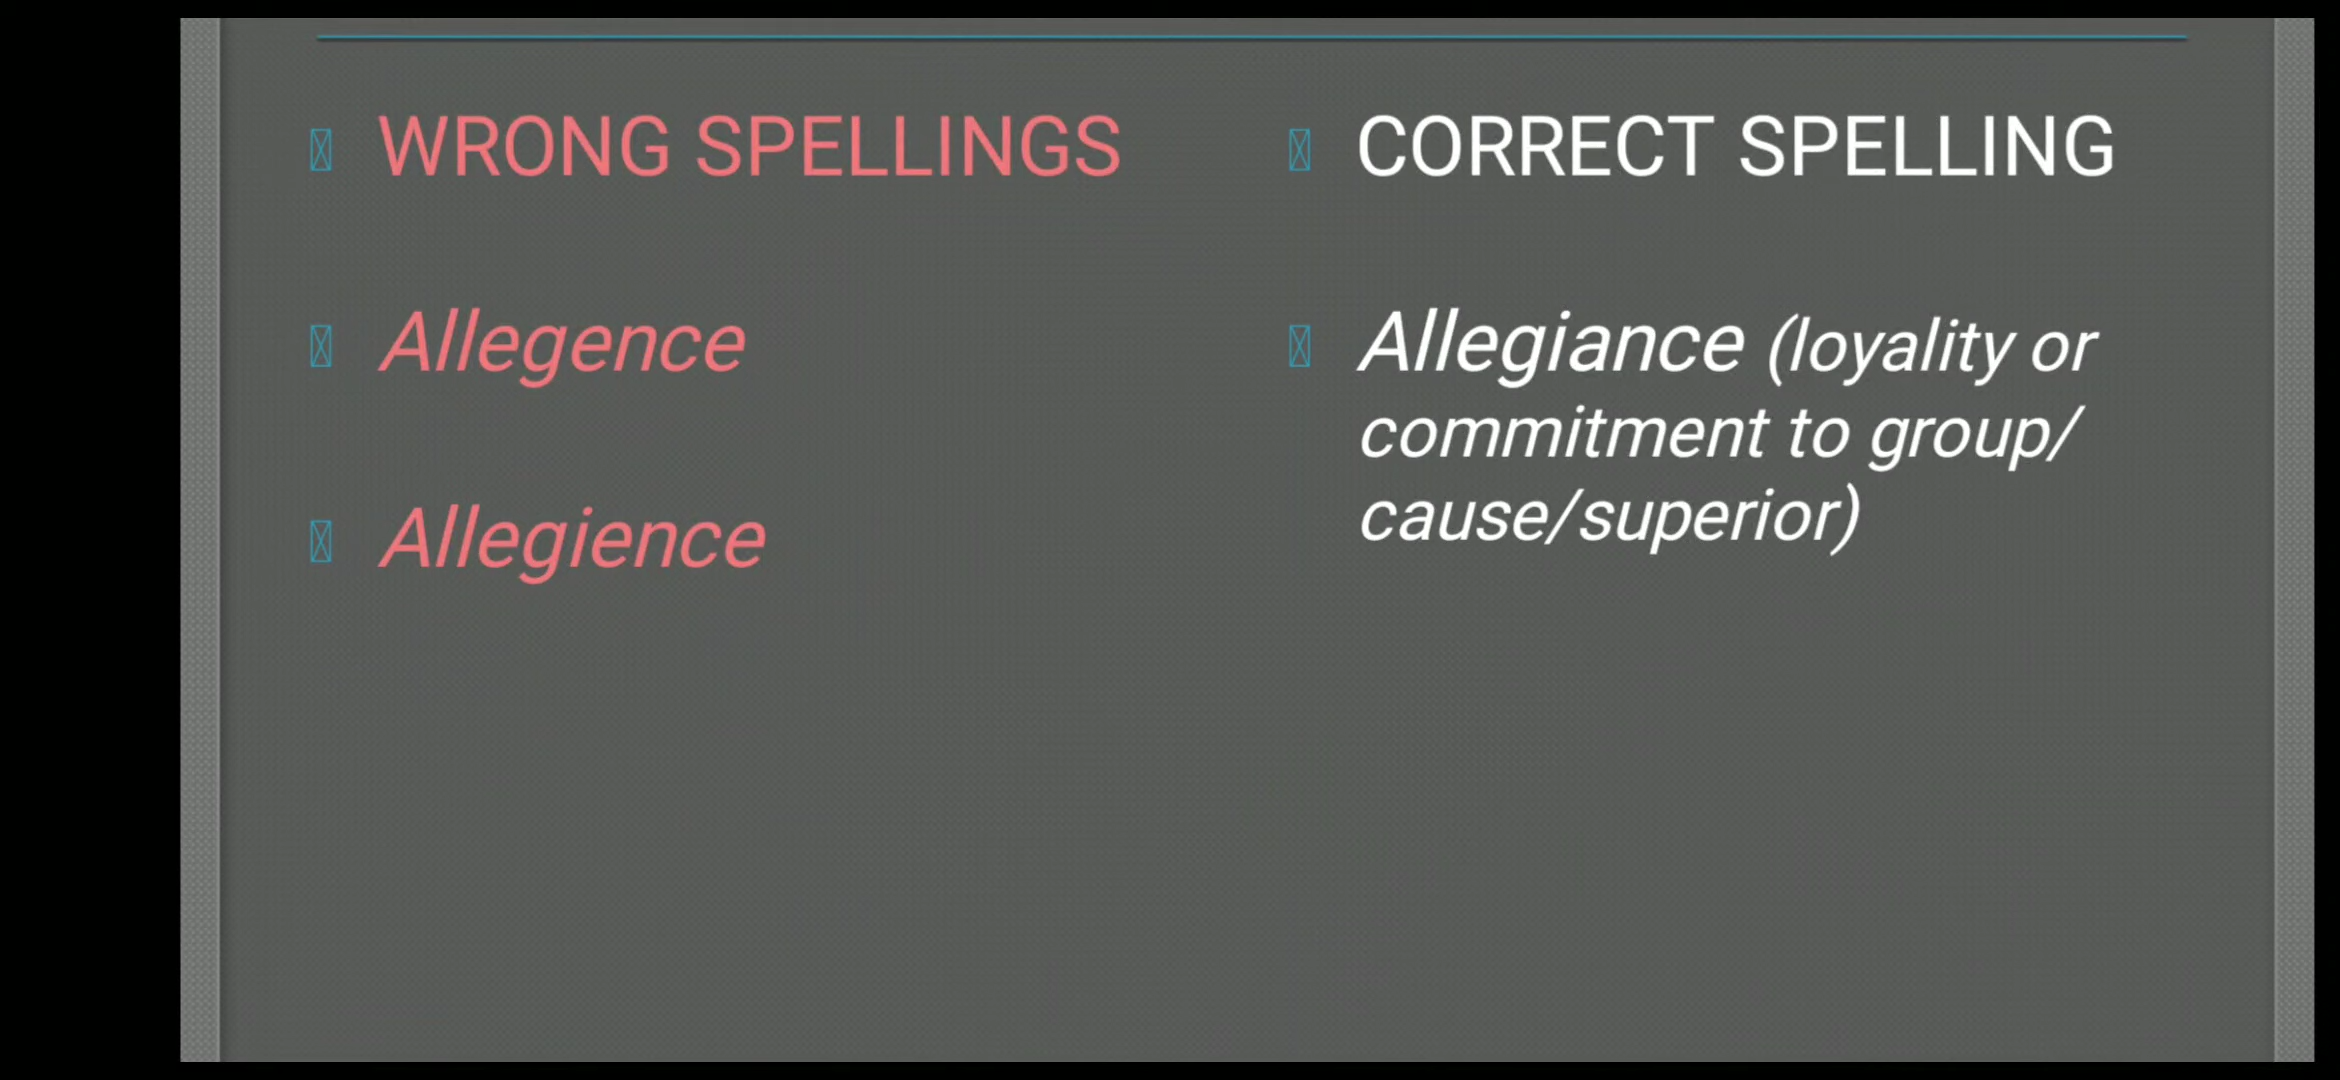 WRONG SPELLINGS
Allegence
Allegience
CORRECT SPELLING
Allegiance (loyality or
commitment to group/
cause/superior)